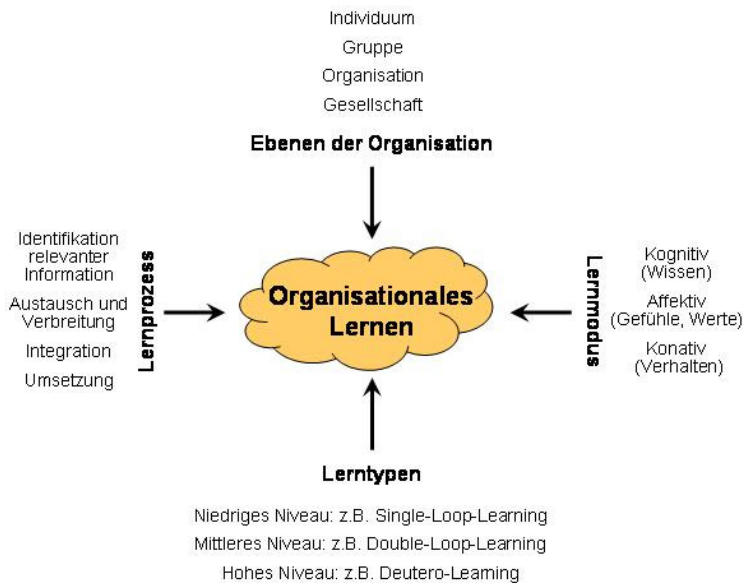 Individuum
Gruppe
Organisation
Gesellschaft
Ebenen der Organisation
Identifikation
relevanter
Information
Austausch und
Verbreitung
Integration
Umsetzung
Lernprozess
Organisationales
Lernen
Lernmodus
Kognitiv
(Wissen)
Affektiv
(Gefühle, Werte)
Konativ
(Verhalten)
Lerntypen
Niedriges Niveau: z.B. Single-Loop-Learning
Mittleres Niveau: z.B. Double-Loop-Learning
Hohes Niveau: z.B. Deutero-Learning